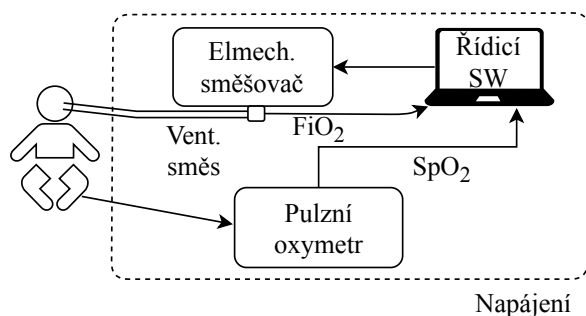 Elmech.
směšovač
Řídicí
SW
Vent.
směs
FiO₂
SpO₂
Pulzní
oxymetr
Napájení